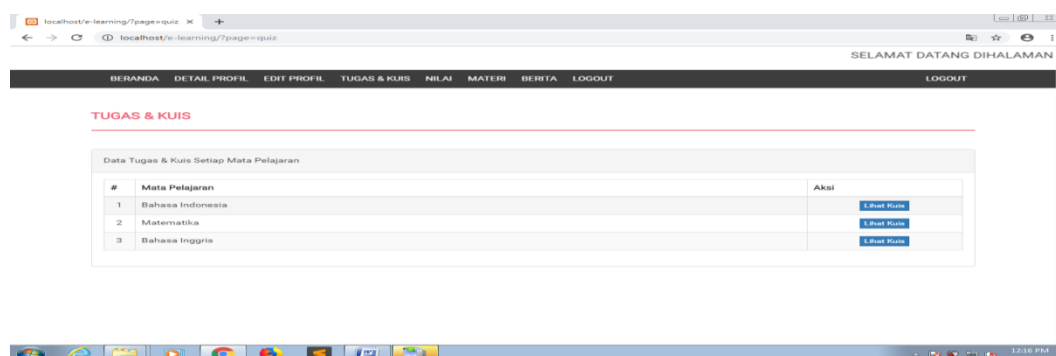 localhost/e-learning/?page=quiz × +
localhost/e-learning/?page=quiz
SELAMAT DATANG DIHALAMAN
BERANDA DETAIL PROFIL EDIT PROFIL TUGAS & KUIS NILAI MATERI BERITA LOGOUT LOGOUT
TUGAS & KUIS
Data Tugas & Kuis Setiap Mata Pelajaran
# Mata Pelajaran Aksi
1 Bahasa Indonesia Lihat Kuis
2 Matematika Lihat Kuis
3 Bahasa Inggris Lihat Kuis
12:16 PM